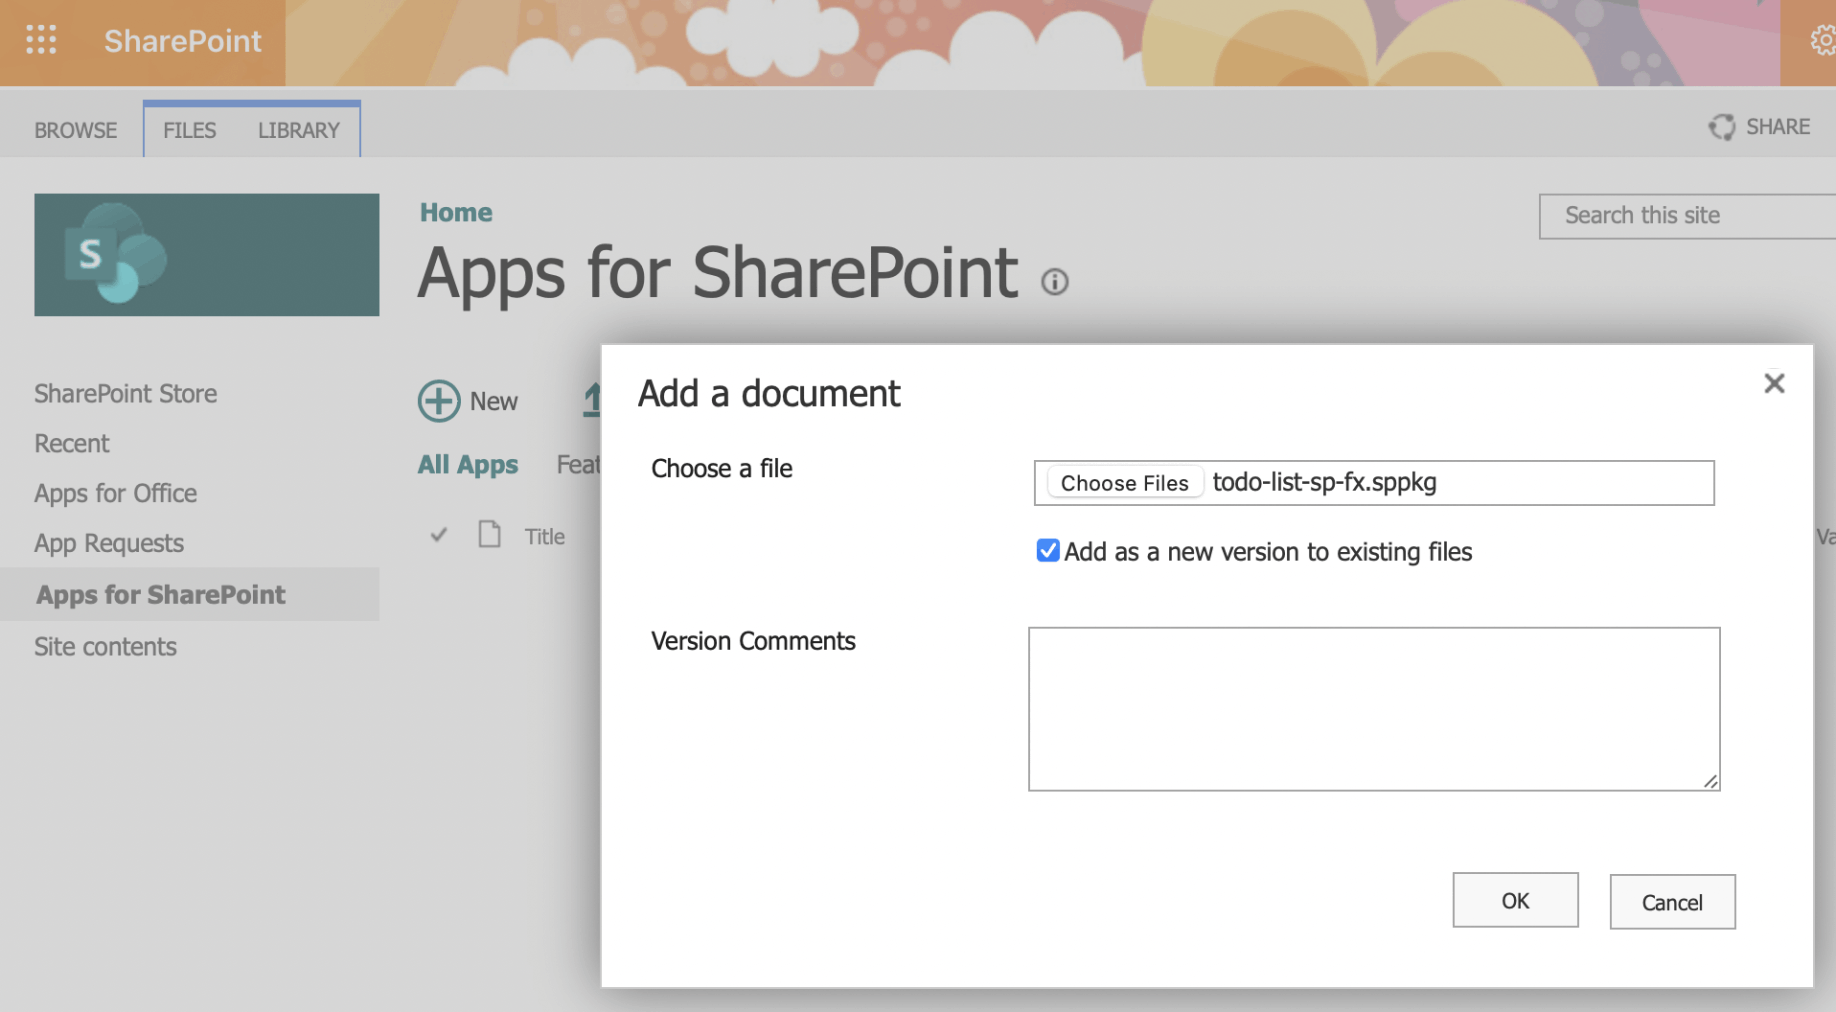 SharePoint
BROWSE FILES LIBRARY SHARE
S
Home
Search this site
Apps for SharePoint
SharePoint Store
Recent
Apps for Office
App Requests
Apps for SharePoint
Site contents
New
All Apps
Title
Add a document
Choose a file
Choose Files todo-list-sp-fx.sppkg
Add as a new version to existing files
Version Comments
OK
Cancel